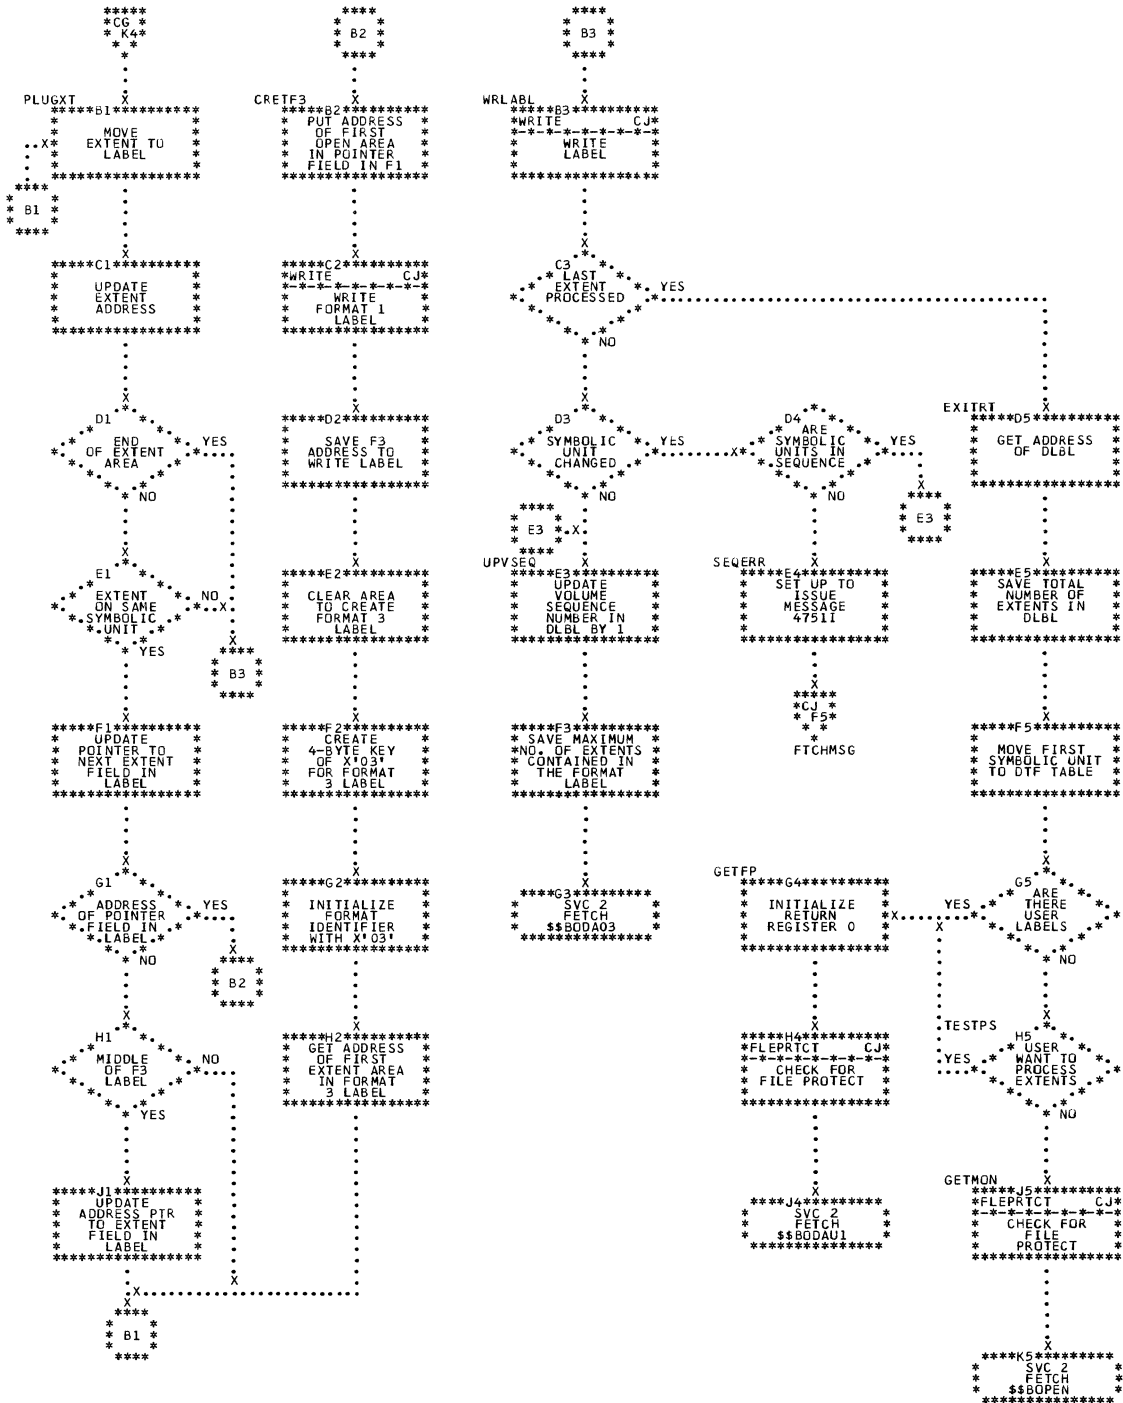 CG
K4
B2
B3
PLUGXT
B1
MOVE
EXTENT TO
LABEL
B1
CRETF3
B2
PUT ADDRESS
OF FIRST
OPEN AREA
IN POINTER
FIELD IN F1
WRLABL
B3
WRITE CJ
WRITE
LABEL
C1
UPDATE
EXTENT
ADDRESS
C2
WRITE CJ
WRITE
FORMAT 1
LABEL
C3
LAST
EXTENT
PROCESSED
YES
NO
D1
END
OF EXTENT
AREA
YES
NO
D2
SAVE F3
ADDRESS TO
WRITE LABEL
D3
SYMBOLIC
UNIT
CHANGED
YES
NO
D4
ARE
SYMBOLIC
UNITS IN
SEQUENCE
YES
NO
E3
EXITRT
D5
GET ADDRESS
OF DLBL
E3
E1
EXTENT
ON SAME
SYMBOLIC
UNIT
NO
YES
B3
E2
CLEAR AREA
TO CREATE
FORMAT 3
LABEL
UPVSEQ
E3
UPDATE
VOLUME
SEQUENCE
NUMBER IN
DLBL BY 1
SEQERR
E4
SET UP TO
ISSUE
MESSAGE
4751I
CJ
F5
FTCHMSG
E5
SAVE TOTAL
NUMBER OF
EXTENTS IN
DLBL
F1
UPDATE
POINTER TO
NEXT EXTENT
FIELD IN
LABEL
F2
CREATE
4-BYTE KEY
OF X'03'
FOR FORMAT
3 LABEL
F3
SAVE MAXIMUM
NO. OF EXTENTS
CONTAINED IN
THE FORMAT
LABEL
F5
MOVE FIRST
SYMBOLIC UNIT
TO DTF TABLE
G1
ADDRESS
OF POINTER
FIELD IN
LABEL
YES
NO
B2
G2
INITIALIZE
FORMAT
IDENTIFIER
WITH X'03'
G3
SVC 2
FETCH
$$BODAO3
GETFP
G4
INITIALIZE
RETURN
REGISTER 0
G5
ARE
THERE
USER
LABELS
YES
NO
H1
MIDDLE
OF F3
LABEL
NO
YES
H2
GET ADDRESS
OF FIRST
EXTENT AREA
IN FORMAT
3 LABEL
H4
FLEPRTCT CJ
CHECK FOR
FILE PROTECT
TESTPS
H5
USER
WANT TO
PROCESS
EXTENTS
YES
NO
J1
UPDATE
ADDRESS PTR
TO EXTENT
FIELD IN
LABEL
J4
SVC 2
FETCH
$$BODAU1
GETMON
J5
FLEPRTCT CJ
CHECK FOR
FILE
PROTECT
B1
K5
SVC 2
FETCH
$$BOPEN